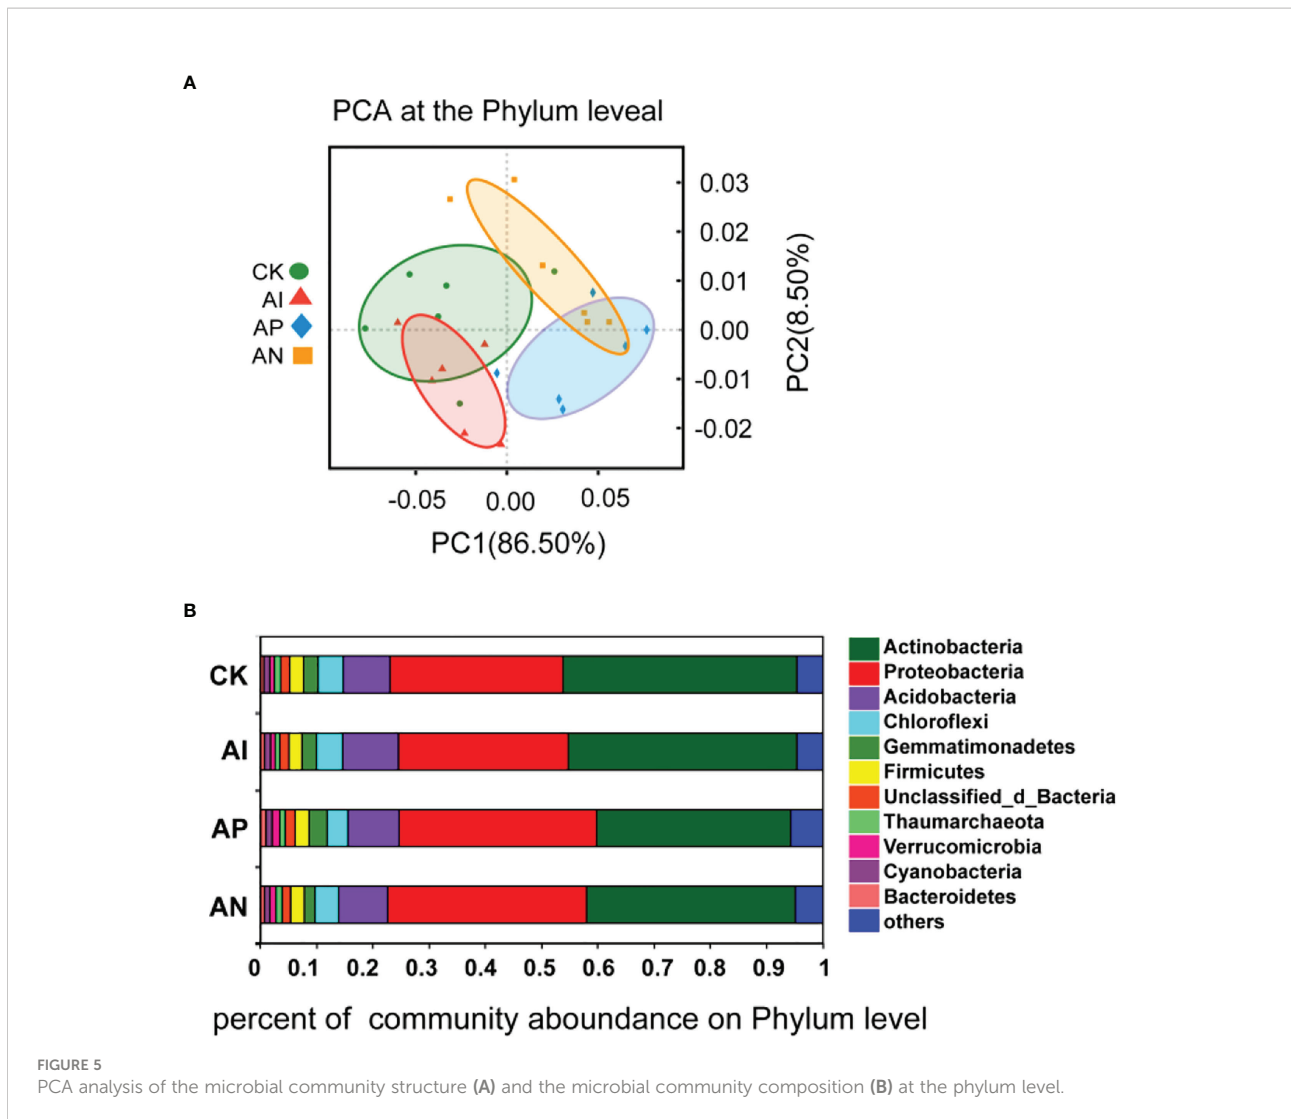 A
PCA at the Phylum leveal
CK
AI
AP
AN
0.03
0.02
0.01
0.00
-0.01
-0.02
PC2(8.50%)
-0.05 0.00 0.05
PC1(86.50%)
B
CK
AI
AP
AN
0 0.1 0.2 0.3 0.4 0.5 0.6 0.7 0.8 0.9 1
percent of community aboundance on Phylum level
Actinobacteria
Proteobacteria
Acidobacteria
Chloroflexi
Gemmatimonadetes
Firmicutes
Unclassified_d_Bacteria
Thaumarchaeota
Verrucomicrobia
Cyanobacteria
Bacteroidetes
others
FIGURE 5
PCA analysis of the microbial community structure (A) and the microbial community composition (B) at the phylum level.